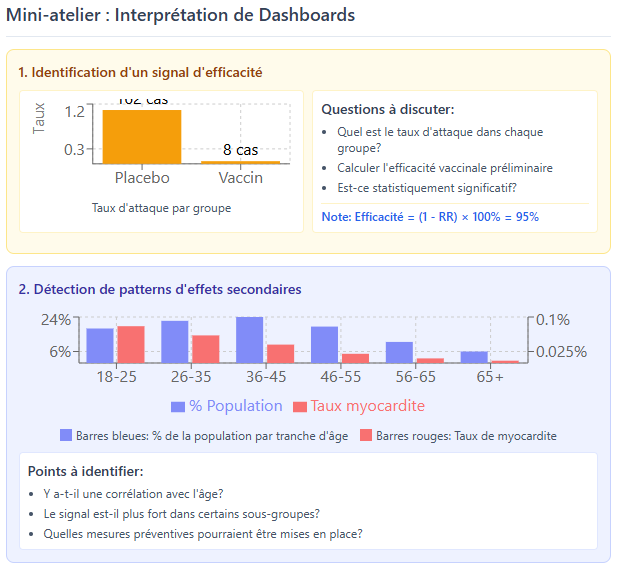 Mini-atelier : Interprétation de Dashboards
1. Identification d'un signal d'efficacité
Taux
1.2
0.3
162 cas
8 cas
Placebo
Vaccin
Taux d'attaque par groupe
Questions à discuter:
Quel est le taux d'attaque dans chaque
groupe?
Calculer l'efficacité vaccinale préliminaire
Est-ce statistiquement significatif?
Note: Efficacité = (1 - RR) × 100% = 95%
2. Détection de patterns d'effets secondaires
24%
6%
0.1%
0.025%
18-25
26-35
36-45
46-55
56-65
65+
% Population
Taux myocardite
Barres bleues: % de la population par tranche d'âge
Barres rouges: Taux de myocardite
Points à identifier:
Y a-t-il une corrélation avec l'âge?
Le signal est-il plus fort dans certains sous-groupes?
Quelles mesures préventives pourraient être mises en place?